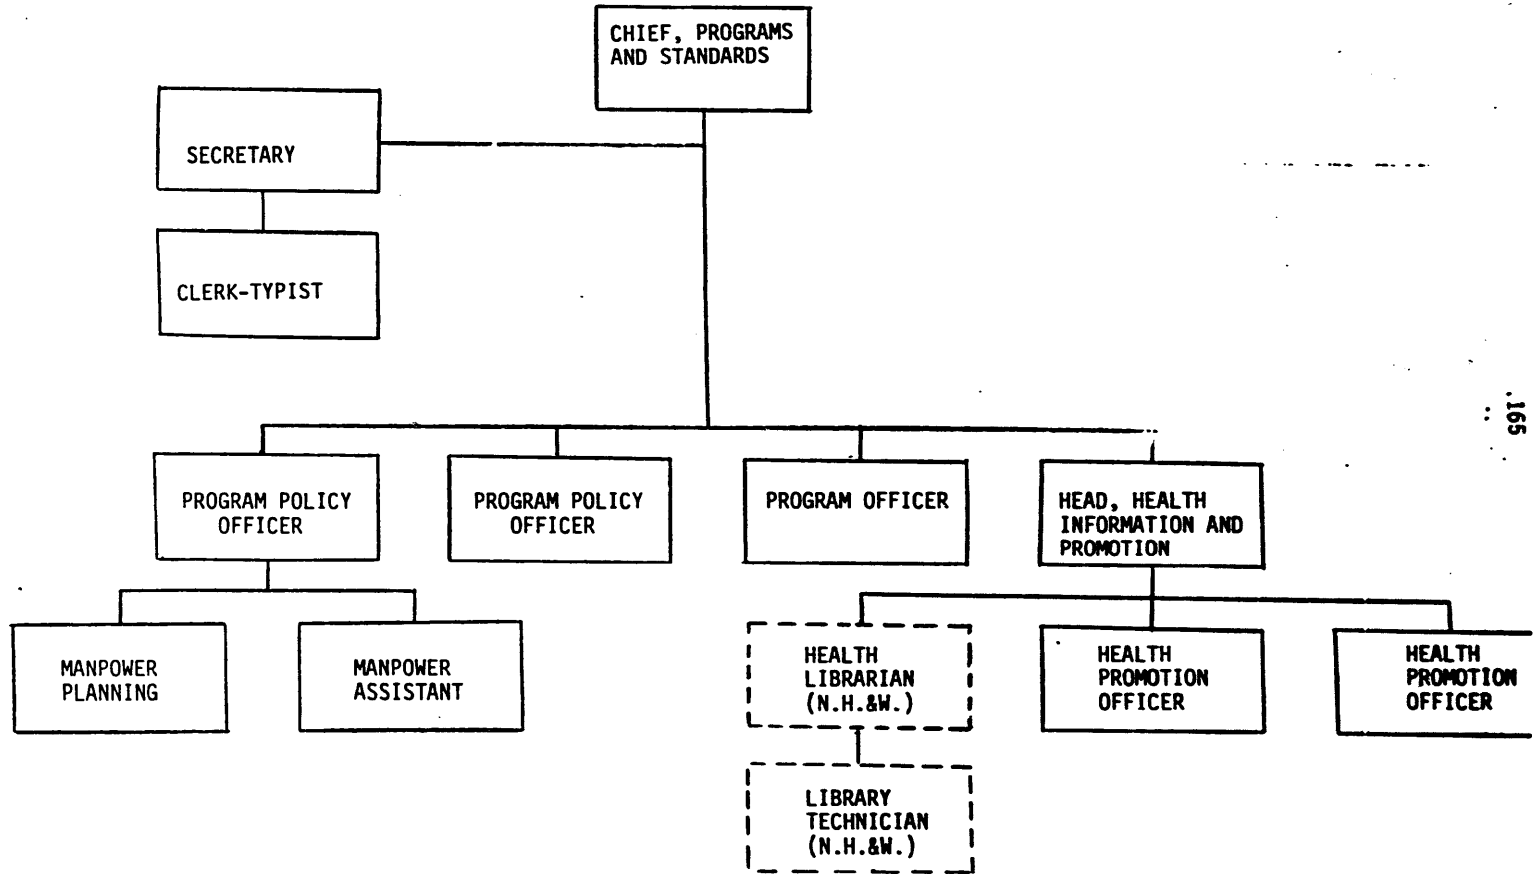 CHIEF, PROGRAMS
AND STANDARDS
SECRETARY
CLERK-TYPIST
.165
PROGRAM POLICY
OFFICER
PROGRAM POLICY
OFFICER
PROGRAM OFFICER
HEAD, HEALTH
INFORMATION AND
PROMOTION
MANPOWER
PLANNING
MANPOWER
ASSISTANT
HEALTH
LIBRARIAN
(N.H.&W.)
HEALTH
PROMOTION
OFFICER
HEALTH
PROMOTION
OFFICER
LIBRARY
TECHNICIAN
(N.H.&W.)